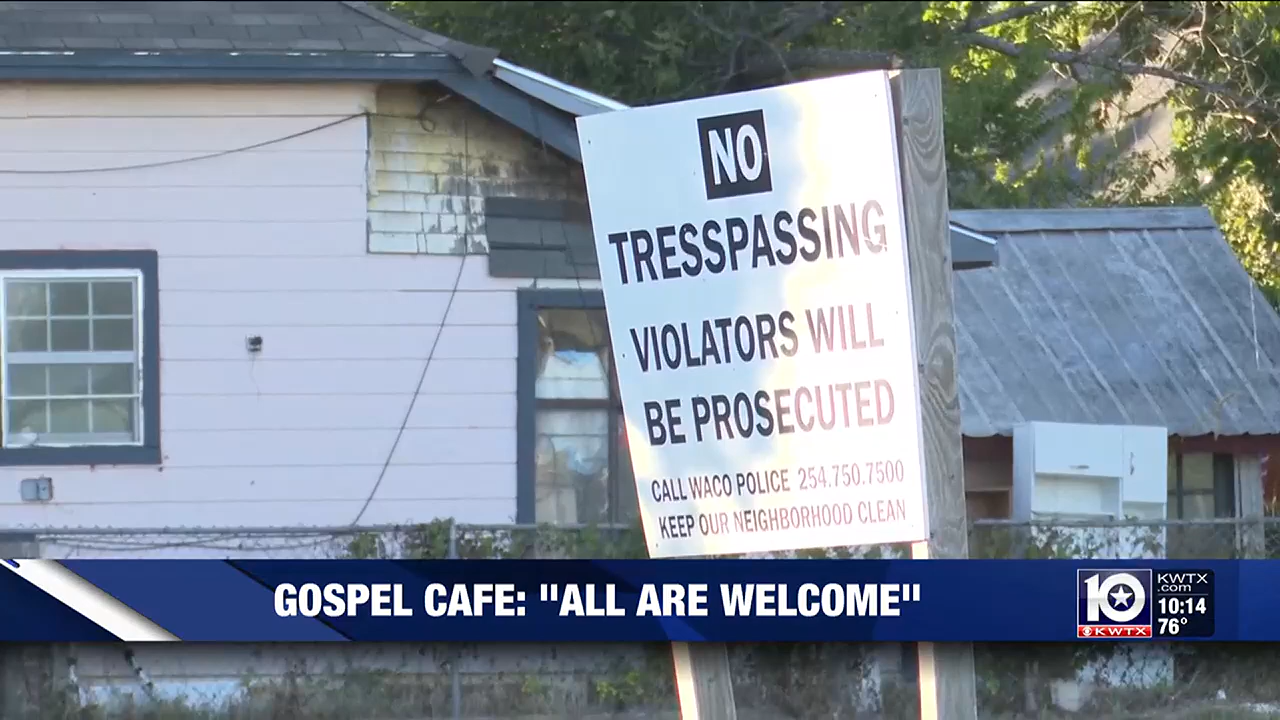 NO
TRESSPASSING
VIOLATORS WILL
BE PROSECUTED
CALL WACO POLICE 254.750.7500
KEEP OUR NEIGHBORHOOD CLEAN
GOSPEL CAFE: "ALL ARE WELCOME"
10
KWTX
KWTX
.com
10:14
76°